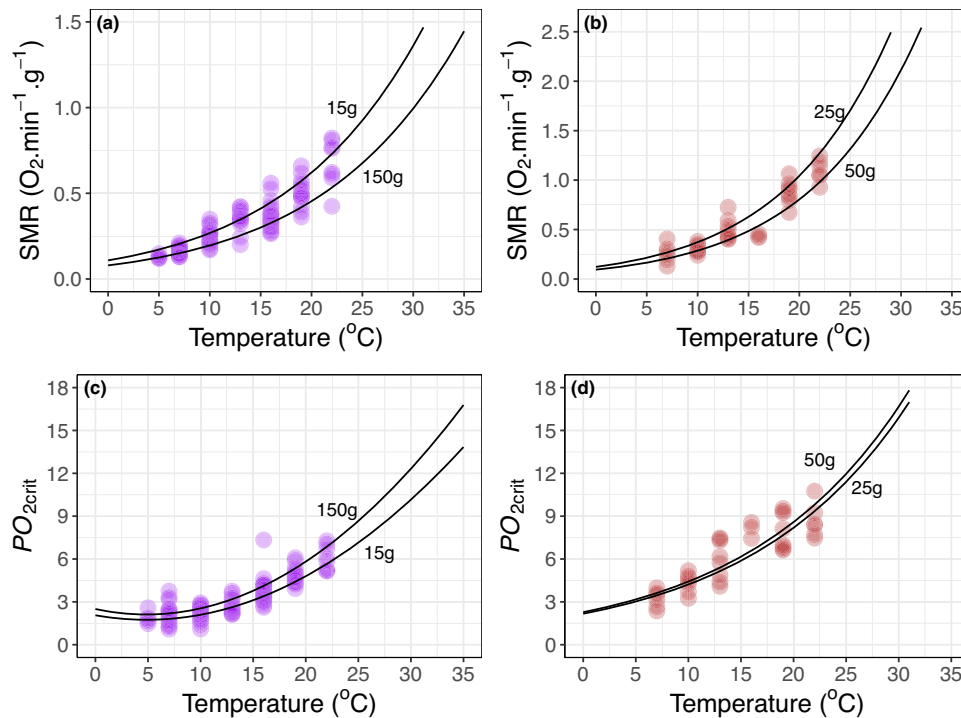 (a)
1.5
1.0
0.5
0.0
SMR (O₂.min⁻¹.g⁻¹)
15g
150g
0 5 10 15 20 25 30 35
Temperature (°C)
(b)
2.5
2.0
1.5
1.0
0.5
0.0
SMR (O₂.min⁻¹.g⁻¹)
25g
50g
0 5 10 15 20 25 30 35
Temperature (°C)
(c)
18
15
12
9
6
3
0
PO₂crit
150g
15g
0 5 10 15 20 25 30 35
Temperature (°C)
(d)
18
15
12
9
6
3
0
PO₂crit
50g
25g
0 5 10 15 20 25 30 35
Temperature (°C)